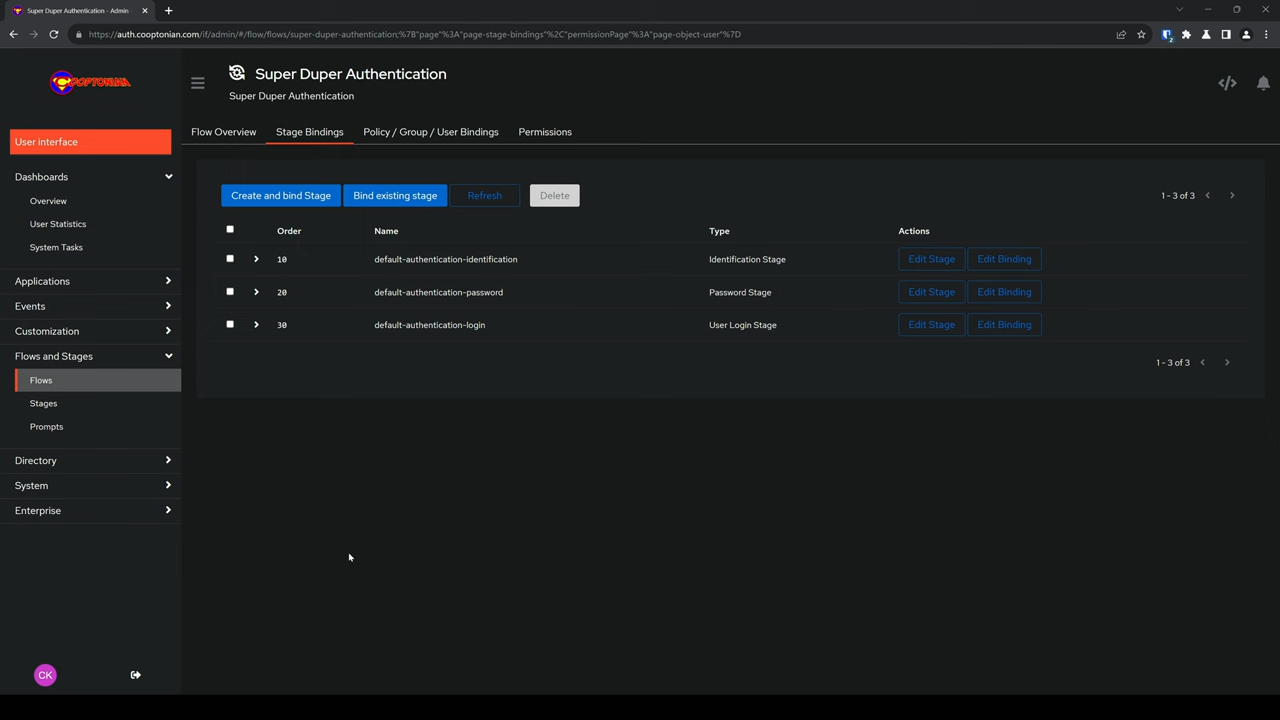 Super Duper Authentication - Admin
https://auth.cooptonian.com/if/admin/#/flow/flows/super-duper-authentication;%7B"page"%3A"page-stage-bindings"%2C"permissionPage"%3A"page-object-user"%7D
2
COOPTONIAN
Super Duper Authentication
Super Duper Authentication
User interface
Flow Overview Stage Bindings Policy / Group / User Bindings Permissions
Dashboards
Overview
User Statistics
System Tasks
Applications
Events
Customization
Flows and Stages
Flows
Stages
Prompts
Directory
System
Enterprise
CK
Create and bind Stage Bind existing stage Refresh Delete 1 - 3 of 3
Order Name Type Actions
10 default-authentication-identification Identification Stage Edit Stage Edit Binding
20 default-authentication-password Password Stage Edit Stage Edit Binding
30 default-authentication-login User Login Stage Edit Stage Edit Binding
1 - 3 of 3